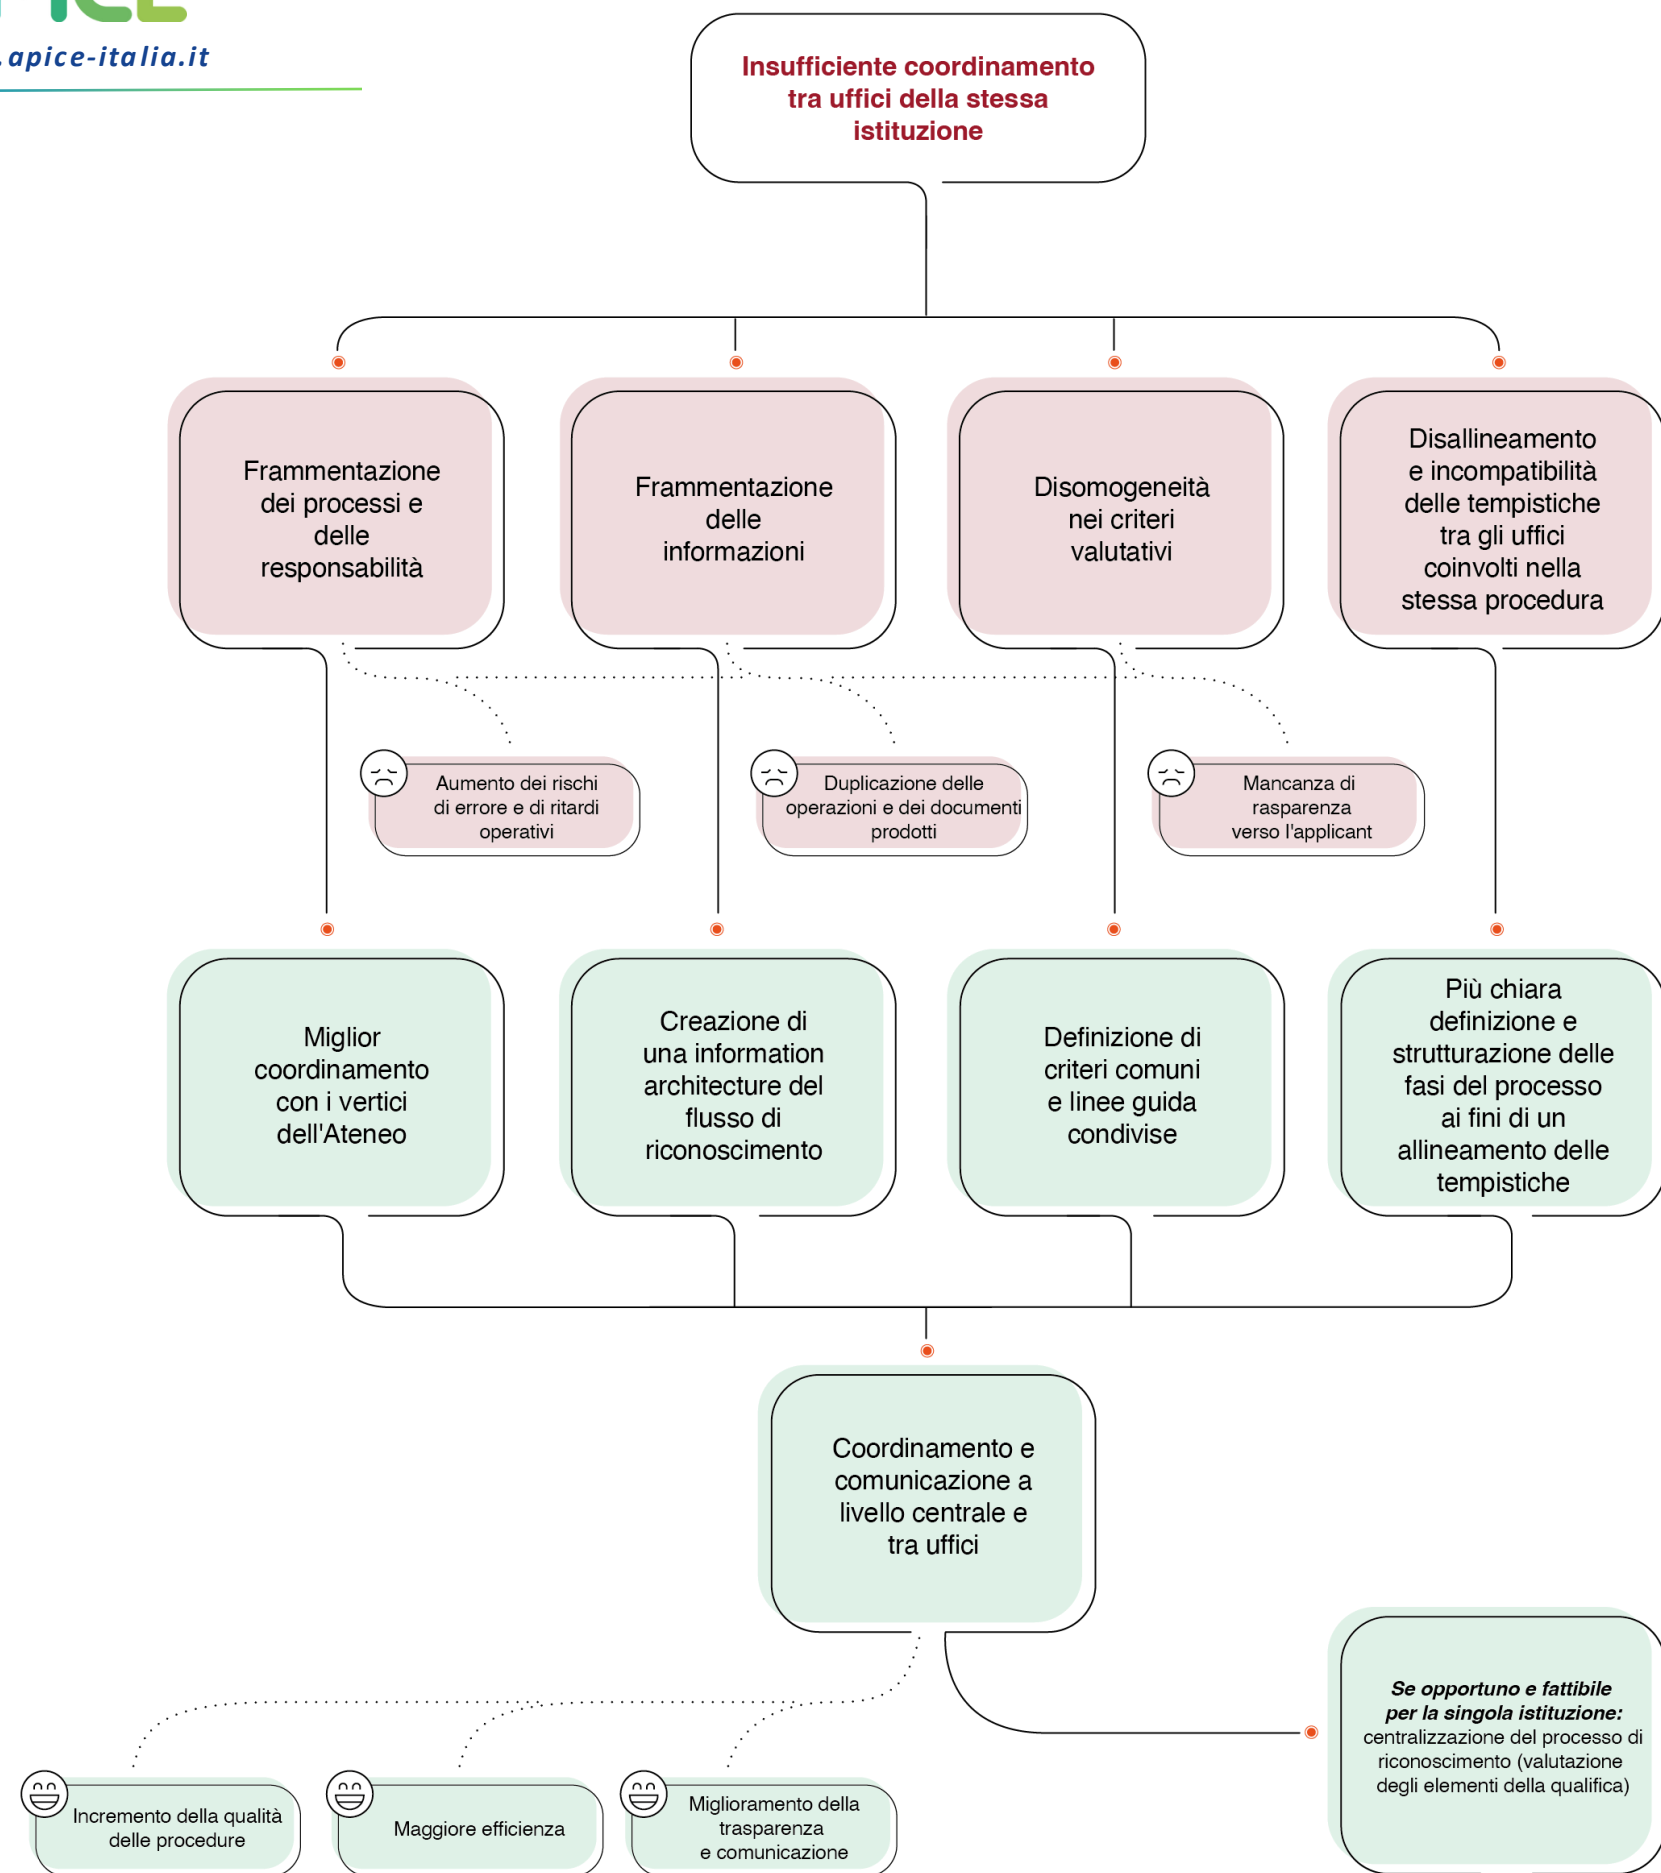 .apice-italia.it
Insufficiente coordinamento
tra uffici della stessa
istituzione
Frammentazione
dei processi e
delle
responsabilità
Frammentazione
delle
informazioni
Disomogeneità
nei criteri
valutativi
Disallineamento
e incompatibilità
delle tempistiche
tra gli uffici
coinvolti nella
stessa procedura
Aumento dei rischi
di errore e di ritardi
operativi
Duplicazione delle
operazioni e dei documenti
prodotti
Mancanza di
rasparenza
verso l'applicant
Miglior
coordinamento
con i vertici
dell'Ateneo
Creazione di
una information
architecture del
flusso di
riconoscimento
Definizione di
criteri comuni
e linee guida
condivise
Più chiara
definizione e
strutturazione delle
fasi del processo
ai fini di un
allineamento delle
tempistiche
Coordinamento e
comunicazione a
livello centrale e
tra uffici
Se opportuno e fattibile
per la singola istituzione:
centralizzazione del processo di
riconoscimento (valutazione
degli elementi della qualifica)
Incremento della qualità
delle procedure
Maggiore efficienza
Miglioramento della
trasparenza
e comunicazione